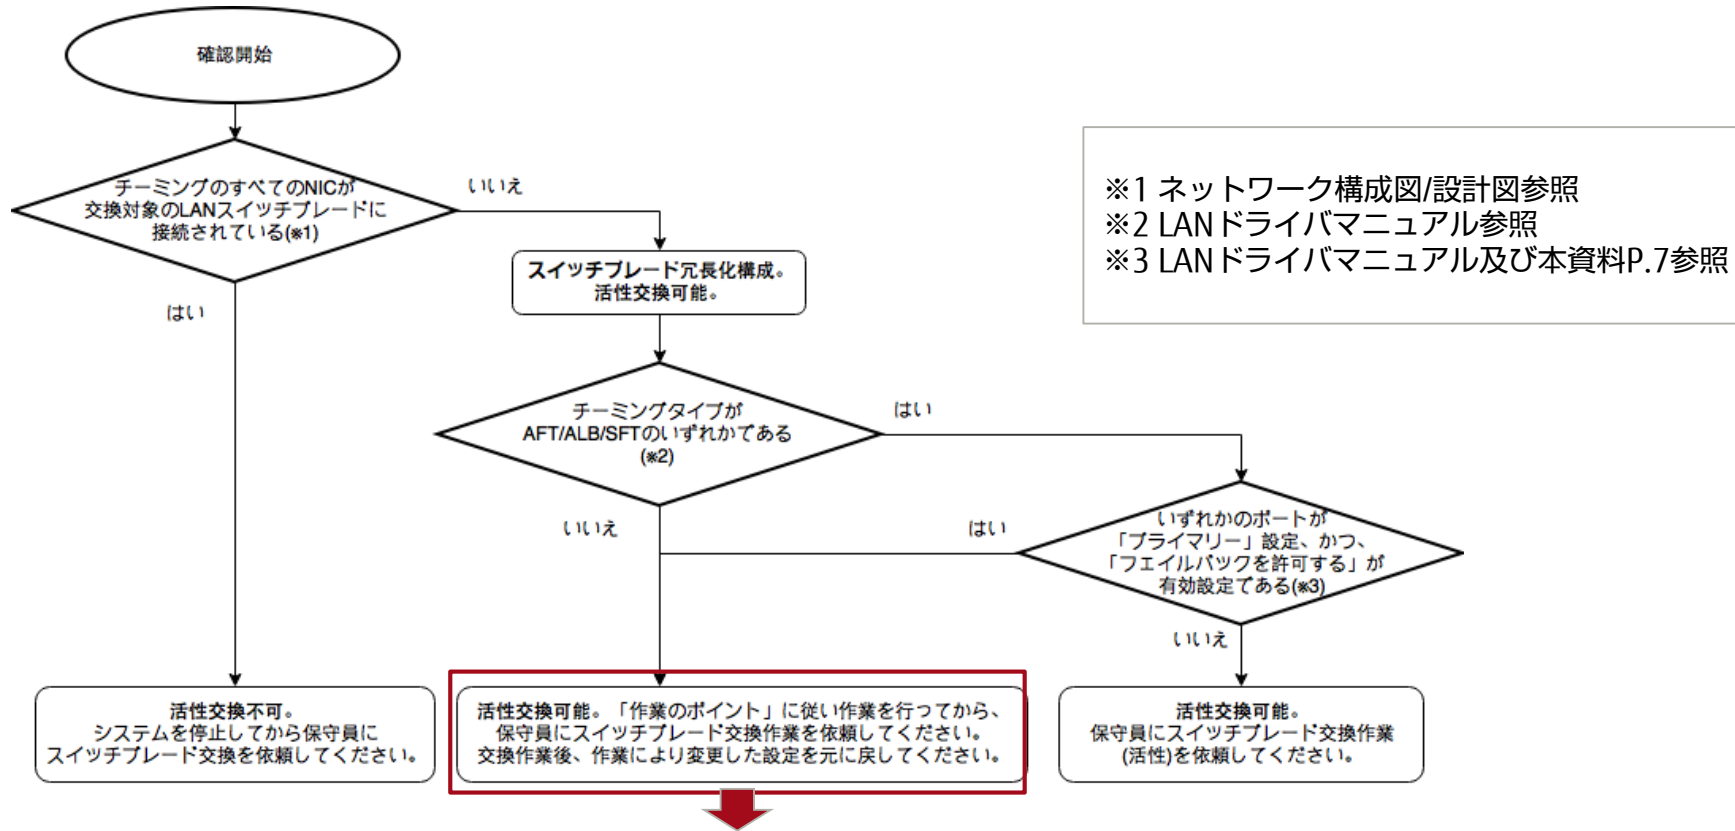 確認開始
チーミングのすべてのNICが
交換対象のLANスイッチブレードに
接続されている(※1)
いいえ
はい
※1 ネットワーク構成図/設計図参照
※2 LANドライバマニュアル参照
※3 LANドライバマニュアル及び本資料P.7参照
スイッチブレード冗長化構成。
活性交換可能。
チーミングタイプが
AFT/ALB/SFTのいずれかである
(※2)
はい
いいえ
はい
いずれかのポートが
「プライマリー」設定、かつ、
「フェイルバックを許可する」が
有効設定である(※3)
いいえ
活性交換不可。
システムを停止してから保守員に
スイッチブレード交換を依頼してください。
活性交換可能。「作業のポイント」に従い作業を行ってから、
保守員にスイッチブレード交換作業を依頼してください。
交換作業後、作業により変更した設定を元に戻してください。
活性交換可能。
保守員にスイッチブレード交換作業
(活性)を依頼してください。